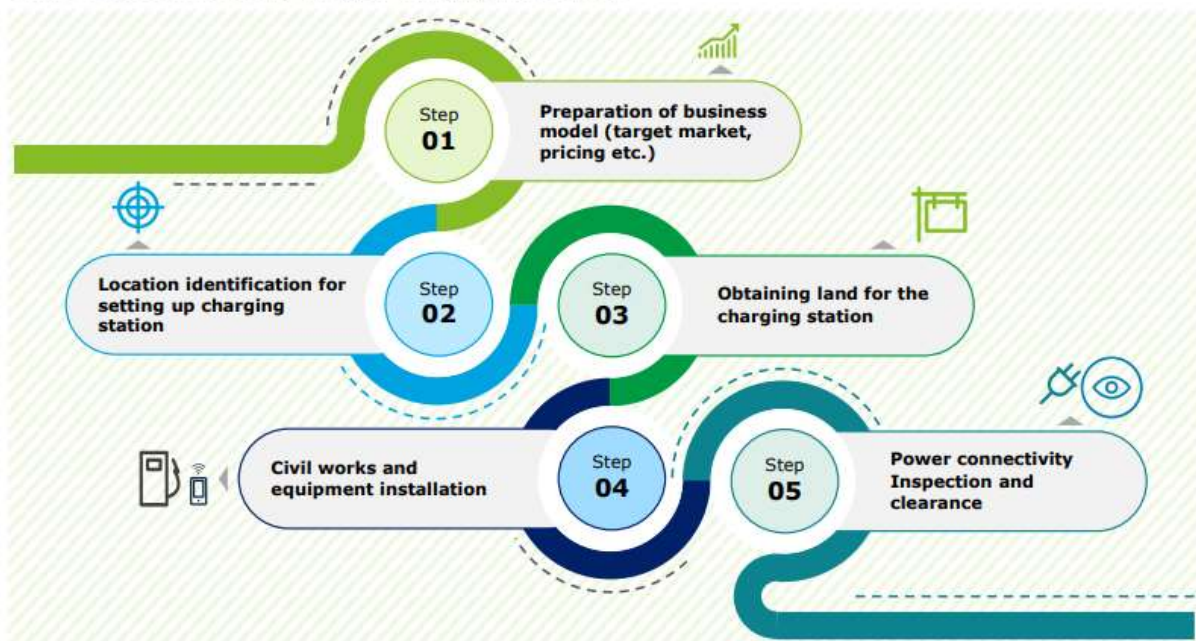 Step
01
Preparation of business
model (target market,
pricing etc.)
Location identification for
setting up charging
station
Step
02
Step
03
Obtaining land for the
charging station
Civil works and
equipment installation
Step
04
Step
05
Power connectivity
Inspection and
clearance